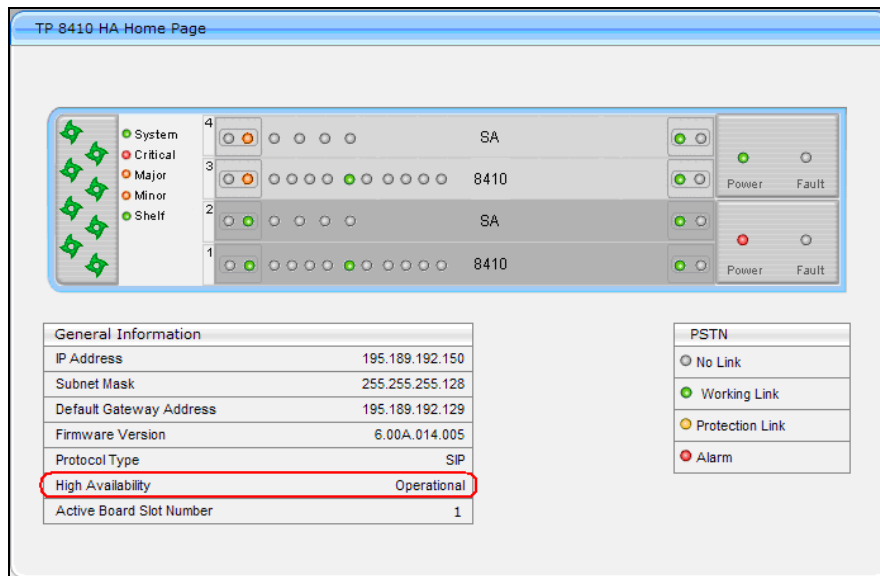 TP 8410 HA Home Page
System
Critical
Major
Minor
Shelf
4 SA
3 8410
2 SA
1 8410
Power Fault
Power Fault
General Information
IP Address 195.189.192.150
Subnet Mask 255.255.255.128
Default Gateway Address 195.189.192.129
Firmware Version 6.00A.014.005
Protocol Type SIP
High Availability Operational
Active Board Slot Number 1
PSTN
No Link
Working Link
Protection Link
Alarm